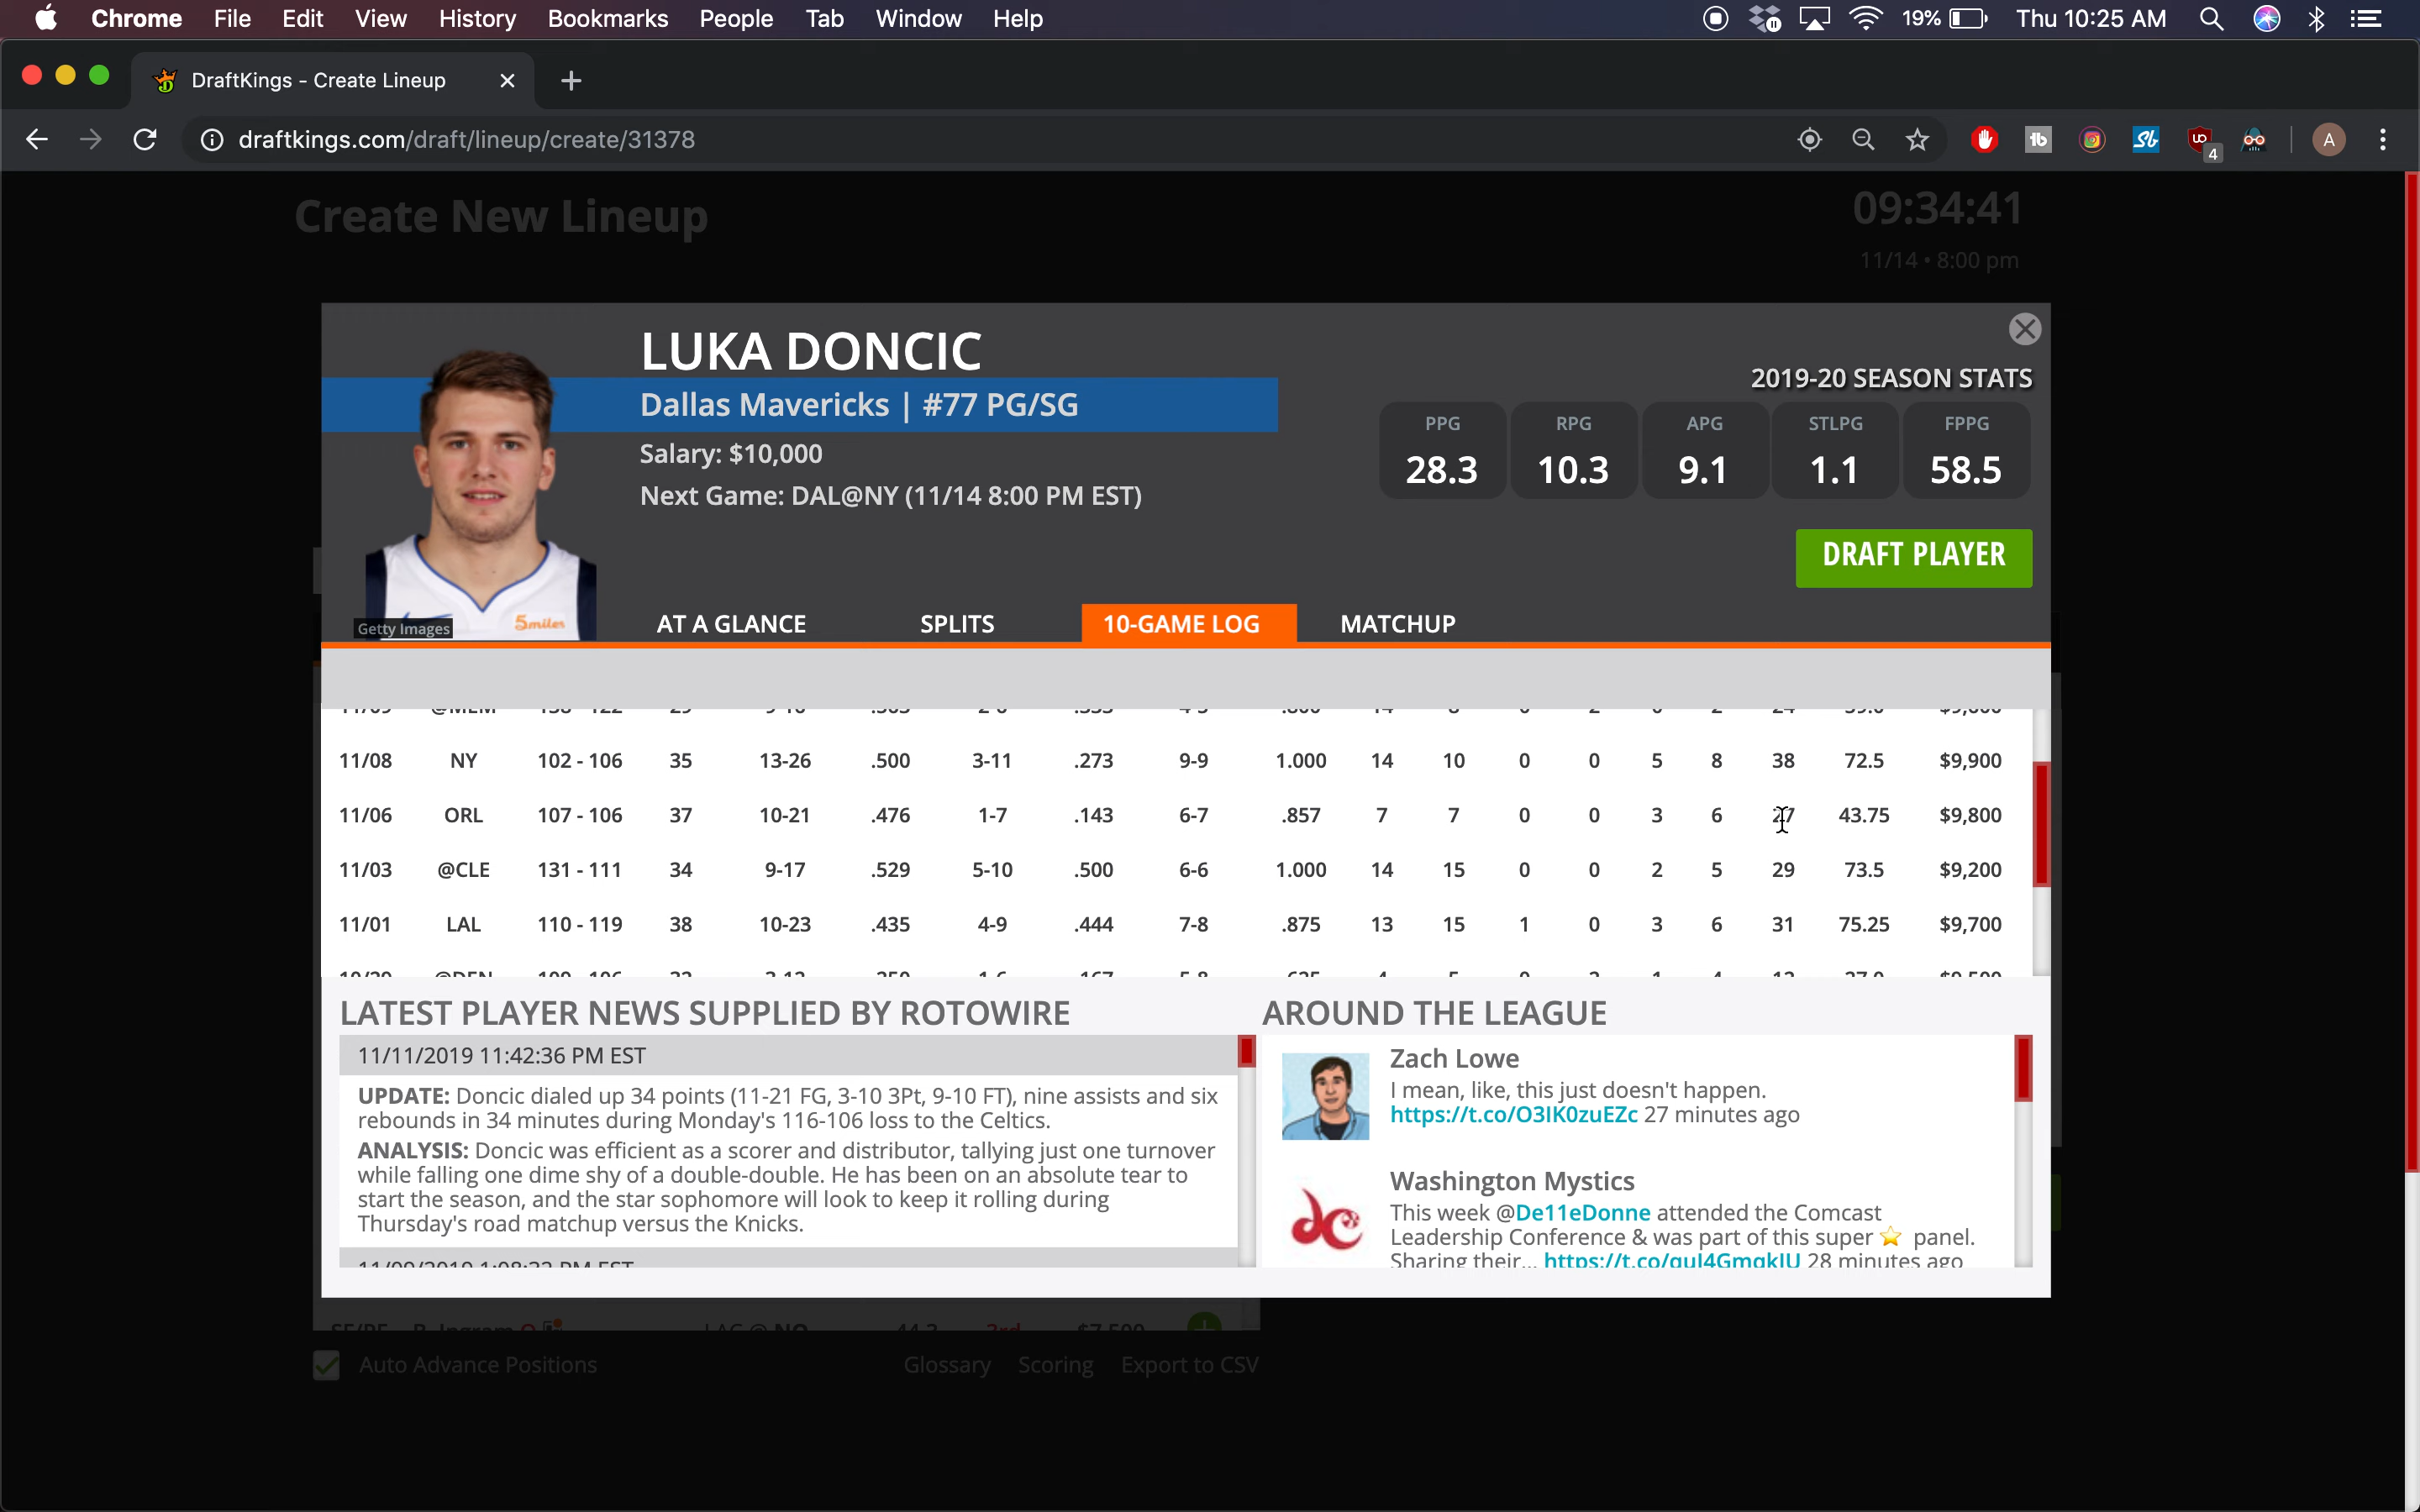 Chrome File Edit View History Bookmarks People Tab Window Help 19% Thu 10:25 AM
DraftKings - Create Lineup
draftkings.com/draft/lineup/create/31378
4 A
Create New Lineup 09:34:41
11/14 • 8:00 pm
LUKA DONCIC
Dallas Mavericks | #77 PG/SG
Salary: $10,000
Next Game: DAL@NY (11/14 8:00 PM EST)
2019-20 SEASON STATS
PPG RPG APG STLPG FPPG
28.3 10.3 9.1 1.1 58.5
DRAFT PLAYER
5miles
Getty Images
AT A GLANCE SPLITS 10-GAME LOG MATCHUP
11/08 NY 102 - 106 35 13-26 .500 3-11 .273 9-9 1.000 14 10 0 0 5 8 38 72.5 $9,900
11/06 ORL 107 - 106 37 10-21 .476 1-7 .143 6-7 .857 7 7 0 0 3 6 27 43.75 $9,800
11/03 @CLE 131 - 111 34 9-17 .529 5-10 .500 6-6 1.000 14 15 0 0 2 5 29 73.5 $9,200
11/01 LAL 110 - 119 38 10-23 .435 4-9 .444 7-8 .875 13 15 1 0 3 6 31 75.25 $9,700
LATEST PLAYER NEWS SUPPLIED BY ROTOWIRE
11/11/2019 11:42:36 PM EST
UPDATE: Doncic dialed up 34 points (11-21 FG, 3-10 3Pt, 9-10 FT), nine assists and six
rebounds in 34 minutes during Monday's 116-106 loss to the Celtics.
ANALYSIS: Doncic was efficient as a scorer and distributor, tallying just one turnover
while falling one dime shy of a double-double. He has been on an absolute tear to
start the season, and the star sophomore will look to keep it rolling during
Thursday's road matchup versus the Knicks.
AROUND THE LEAGUE
Zach Lowe
I mean, like, this just doesn't happen.
https://t.co/O3IK0zuEZc 27 minutes ago
Washington Mystics
This week @De11eDonne attended the Comcast
Leadership Conference & was part of this super ⭐ panel.
Sharing their... 28 minutes ago
Auto Advance Positions Glossary Scoring Export to CSV